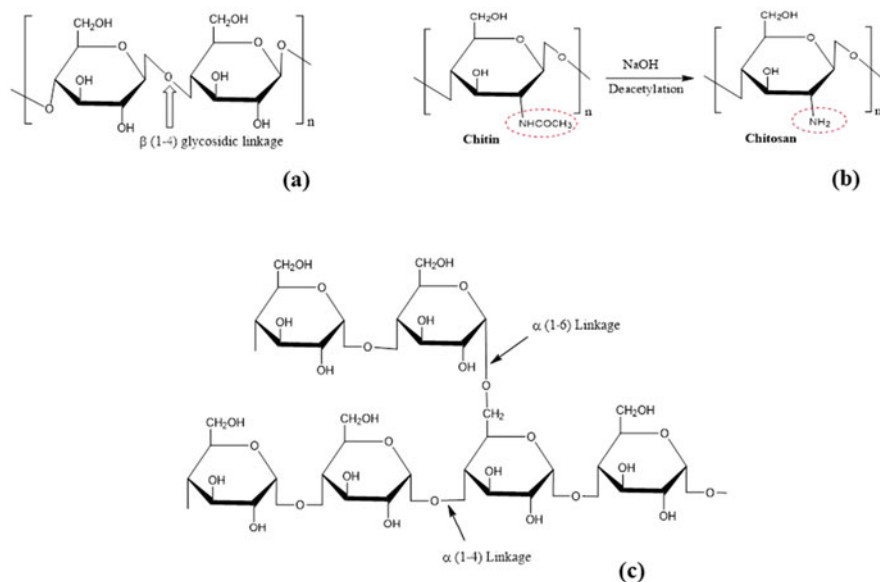 CH₂OH
O
OH
OH
O
CH₂OH
O
OH
OH
O
O
n
β (1-4) glycosidic linkage
(a)
CH₂OH
O
O
OH
NHCOCH₃
n
Chitin
NaOH
Deacetylation
CH₂OH
O
O
OH
NH₂
n
Chitosan
(b)
CH₂OH
O
OH
OH
O
CH₂OH
O
OH
OH
O
α (1-6) Linkage
CH₂OH
O
OH
OH
O
CH₂OH
O
OH
OH
O
CH₂
O
OH
OH
O
CH₂OH
O
OH
OH
O
α (1-4) Linkage
(c)